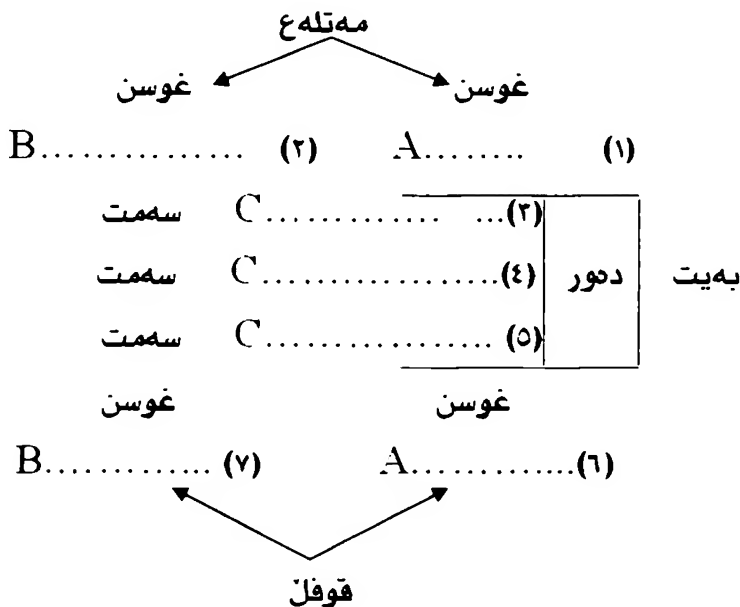 مەتلەع
غوسن غوسن
(١) A........ (٢) B...............
(٣)... .............C سەمت
بەیت دەور (٤)..................C سەمت
(٥) ..................C سەمت
غوسن غوسن
(٦)............A (٧) ............B
قوفڵ